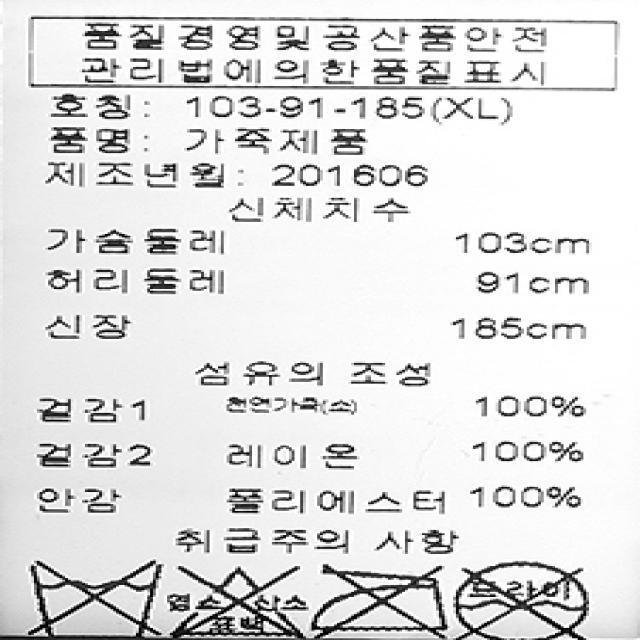 품질경영및공산품안전
관리법에의한품질표시
호칭: 103-91-185(XL)
품명: 가죽제품
제조년월: 201606
신체치수
가슴둘레 103cm
허리둘레 91cm
신장 185cm
섬유의 조성
겉감1 천연가죽(소) 100%
겉감2 레이온 100%
안감 폴리에스터 100%
취급주의 사항
염소 산소 드라이
표백